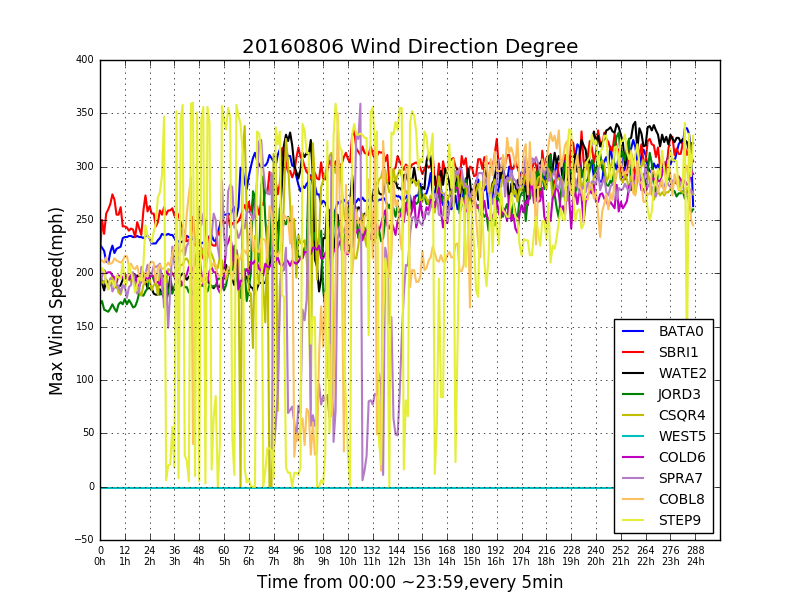 20160806 Wind Direction Degree
Max Wind Speed(mph)
400
350
300
250
200
150
100
50
0
−50
BATA0
SBRI1
WATE2
JORD3
CSQR4
WEST5
COLD6
SPRA7
COBL8
STEP9
0 12 24 36 48 60 72 84 96 108 120 132 144 156 168 180 192 204 216 228 240 252 264 276 288
0h 1h 2h 3h 4h 5h 6h 7h 8h 9h 10h 11h 12h 13h 14h 15h 16h 17h 18h 19h 20h 21h 22h 23h 24h
Time from 00:00 ~23:59,every 5min